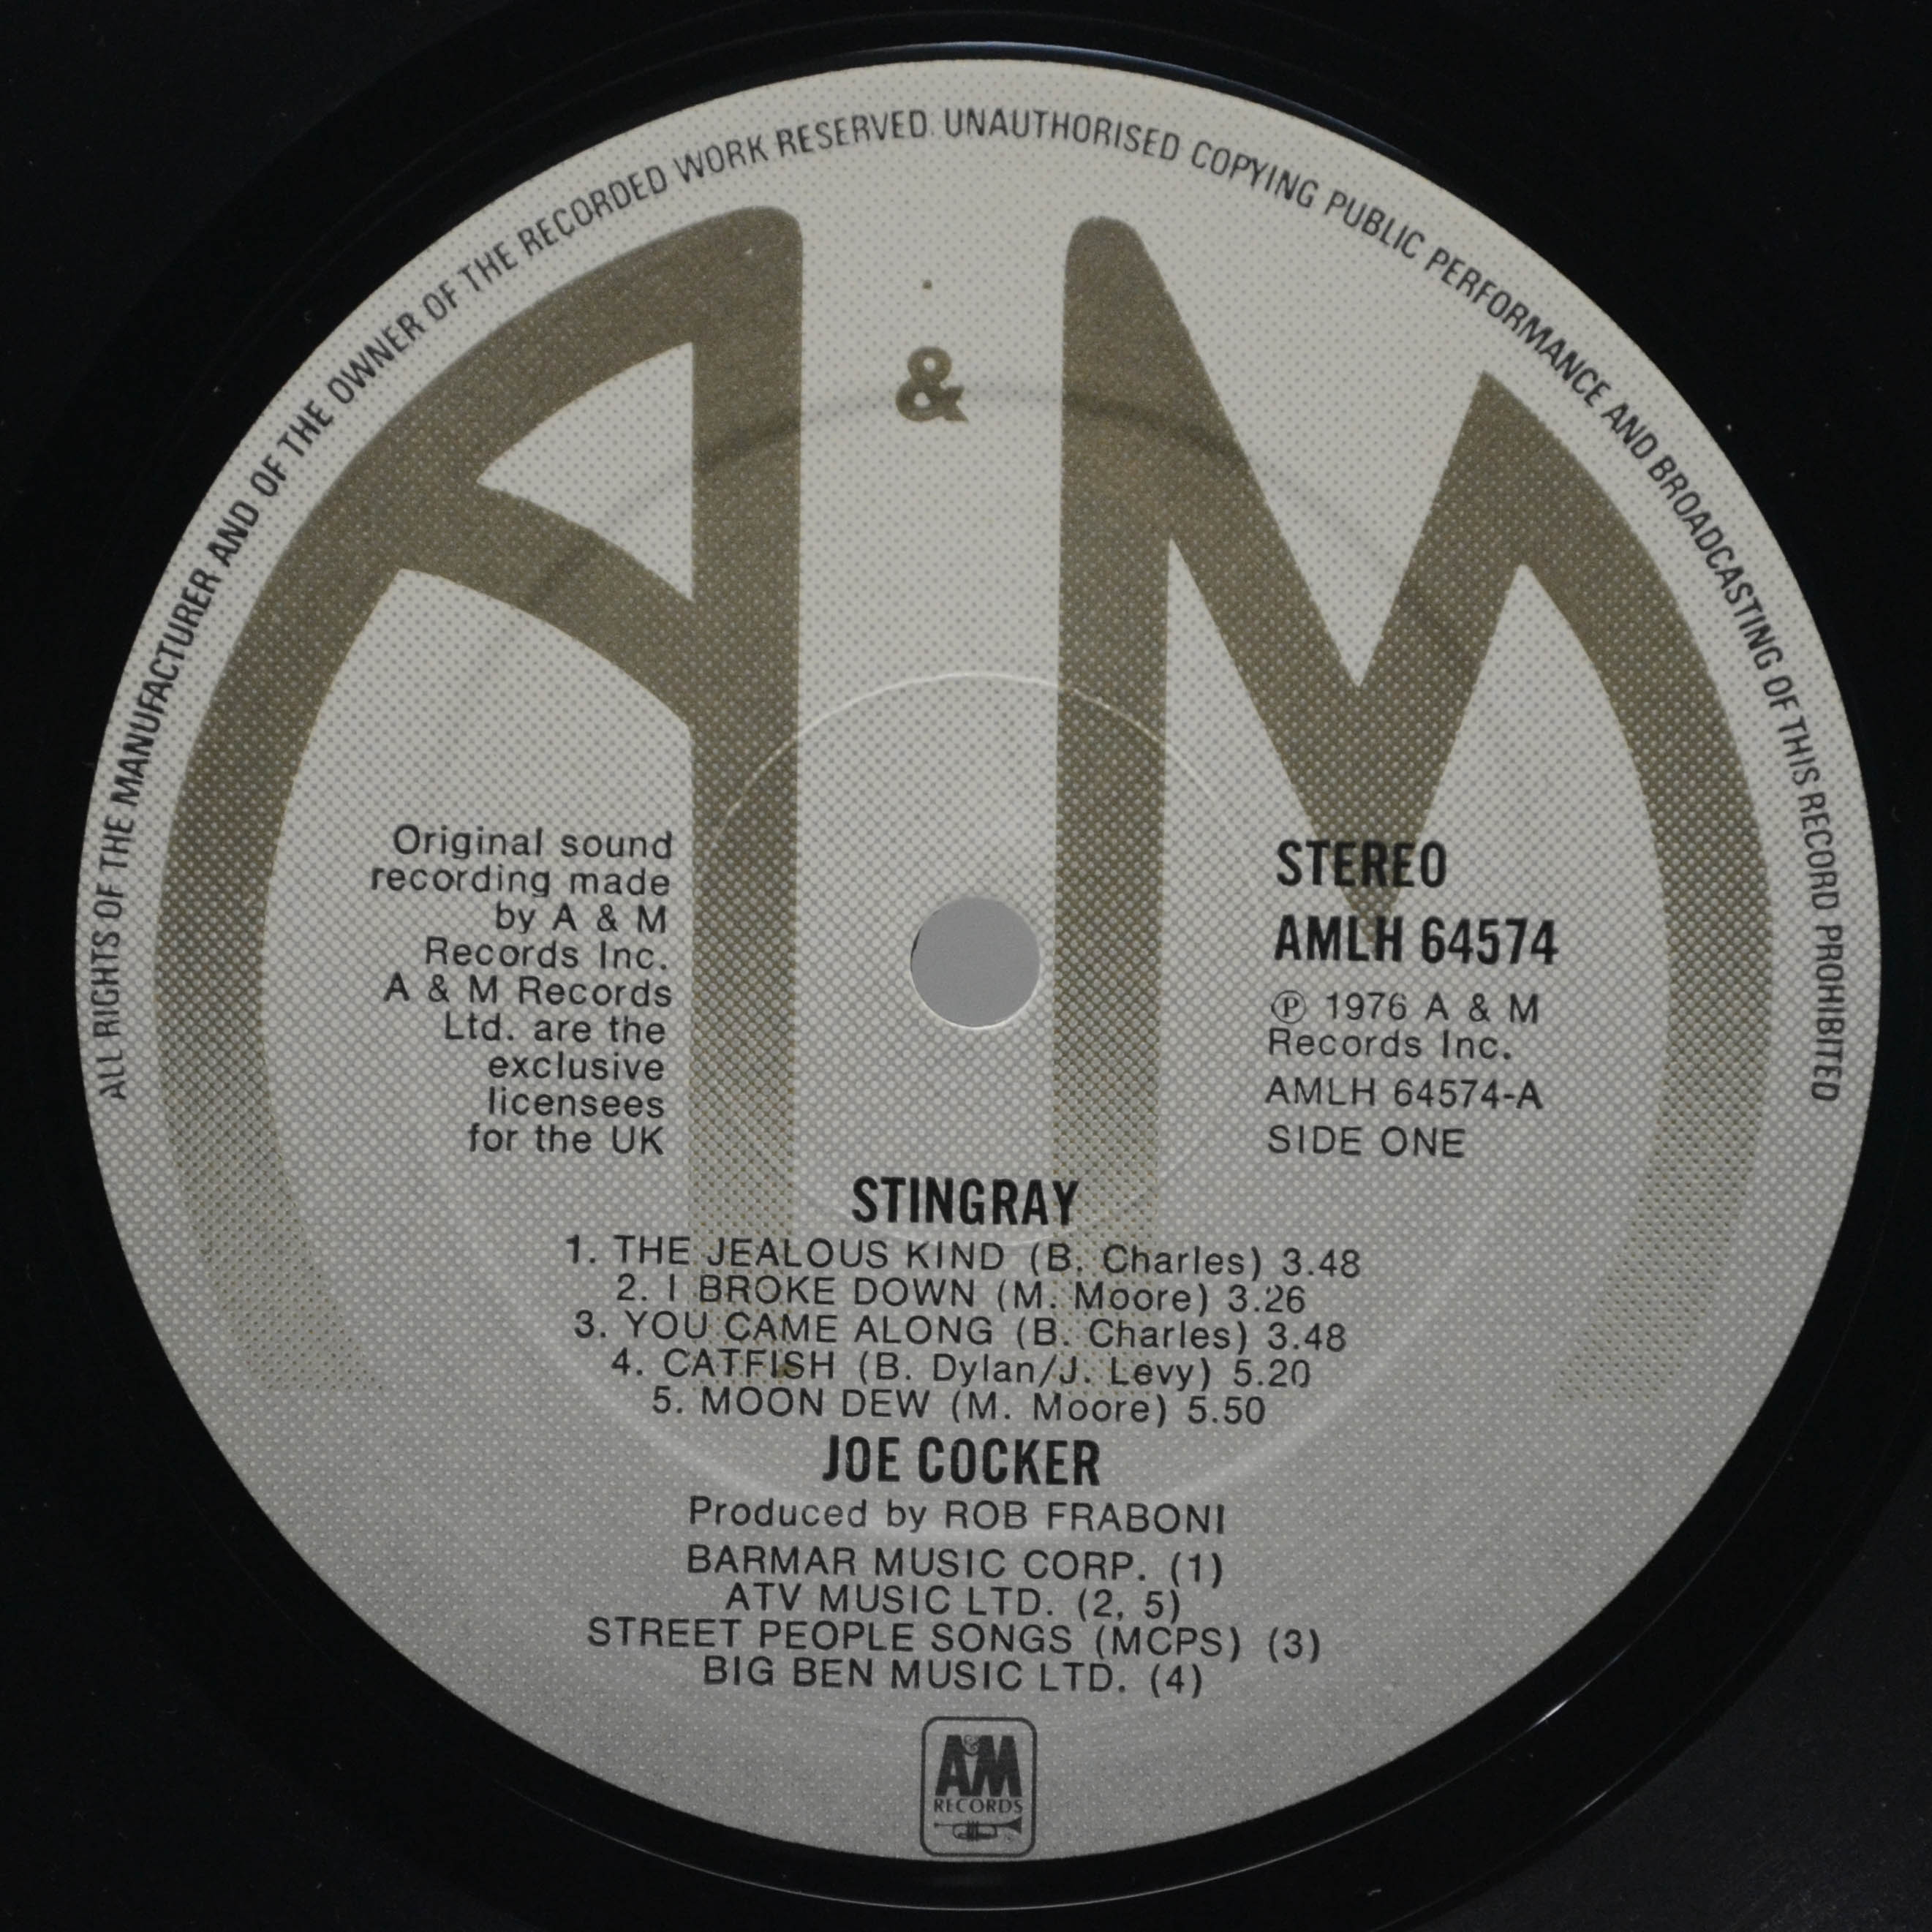 ALL RIGHTS OF THE MANUFACTURER AND OF THE OWNER OF THE RECORDED WORK RESERVED. UNAUTHORISED COPYING PUBLIC PERFORMANCE AND BROADCASTING OF THIS RECORD PROHIBITED
A & M
Original sound
recording made
by A & M
Records Inc.
A & M Records
Ltd. are the
exclusive
licensees
for the UK
STEREO
AMLH 64574
℗ 1976 A & M
Records Inc.
AMLH 64574-A
SIDE ONE
STINGRAY
1. THE JEALOUS KIND (B. Charles) 3.48
2. I BROKE DOWN (M. Moore) 3.26
3. YOU CAME ALONG (B. Charles) 3.48
4. CATFISH (B. Dylan/J. Levy) 5.20
5. MOON DEW (M. Moore) 5.50
JOE COCKER
Produced by ROB FRABONI
BARMAR MUSIC CORP. (1)
ATV MUSIC LTD. (2, 5)
STREET PEOPLE SONGS (MCPS) (3)
BIG BEN MUSIC LTD. (4)
A&M
RECORDS